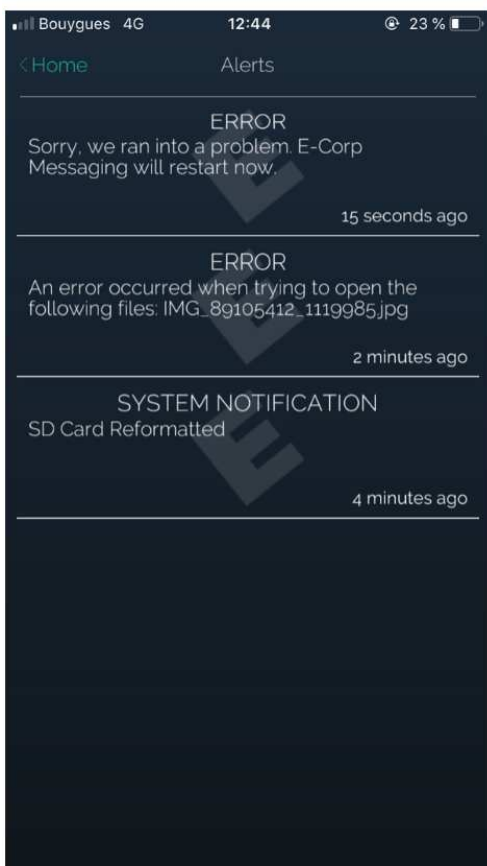 Bouygues 4G 12:44 23 %
Home Alerts
ERROR
Sorry, we ran into a problem. E-Corp
Messaging will restart now.
15 seconds ago
ERROR
An error occurred when trying to open the
following files: IMG_89105412_1119985.jpg
2 minutes ago
SYSTEM NOTIFICATION
SD Card Reformatted
4 minutes ago